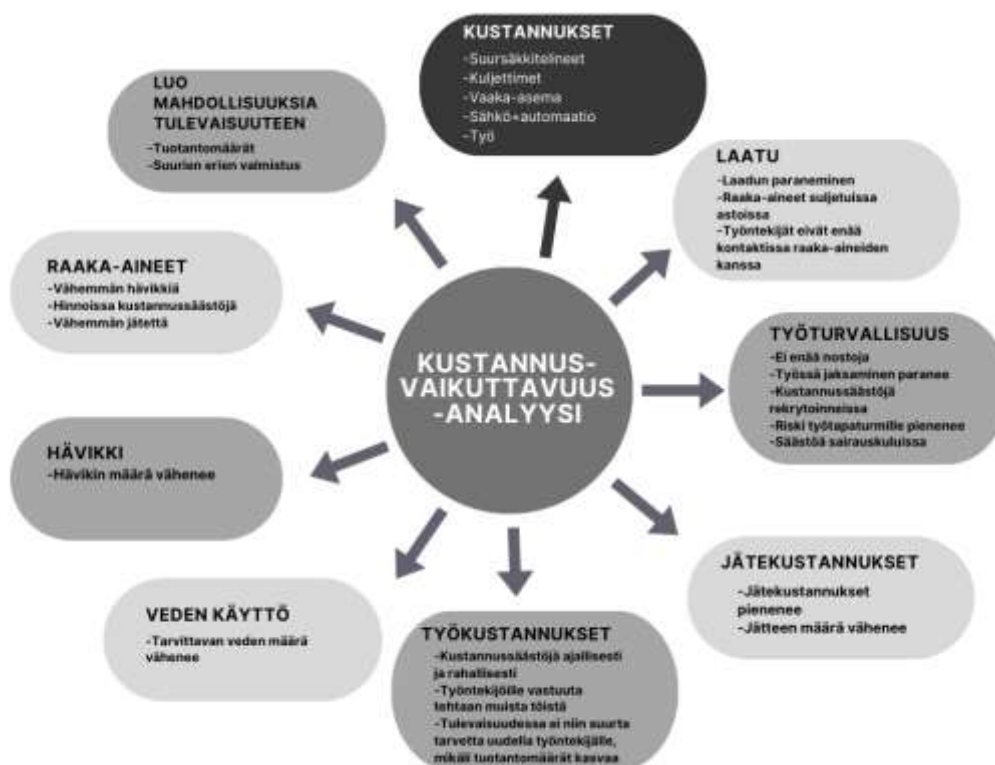 KUSTANNUKSET
-Suursäkkitelineet
-Kuljettimet
-Vaaka-asema
-Sähkö+automaatio
-Työ
LAATU
-Laadun paraneminen
-Raaka-aineet suljetuissa
astoissa
-Työntekijät eivät enää
kontaktissa raaka-aineiden
kanssa
TYÖTURVALLISUUS
-Ei enää nostoja
-Työssä jaksaminen paranee
-Kustannussäästöjä
rekrytoinneissa
-Riski työtapaturmille pienenee
-Säästöä sairauskuluissa
JÄTEKUSTANNUKSET
-Jätekustannukset
pienenee
-Jätteen määrä vähenee
TYÖKUSTANNUKSET
-Kustannussäästöjä ajallisesti
ja rahallisesti
-Työntekijöille vastuuta
tehtaan muista töistä
-Tulevaisuudessa ei niin suurta
tarvetta uudella työntekijälle,
mikäli tuotantomäärät kasvaa
VEDEN KÄYTTÖ
-Tarvittavan veden määrä
vähenee
HÄVIKKI
-Hävikin määrä vähenee
RAAKA-AINEET
-Vähemmän hävikkiä
-Hinnoissa kustannussäästöjä
-Vähemmän jätettä
LUO
MAHDOLLISUUKSIA
TULEVAISUUTEEN
-Tuotantomäärät
-Suurien erien valmistus
KUSTANNUS-
VAIKUTTAVUUS
-ANALYYSI